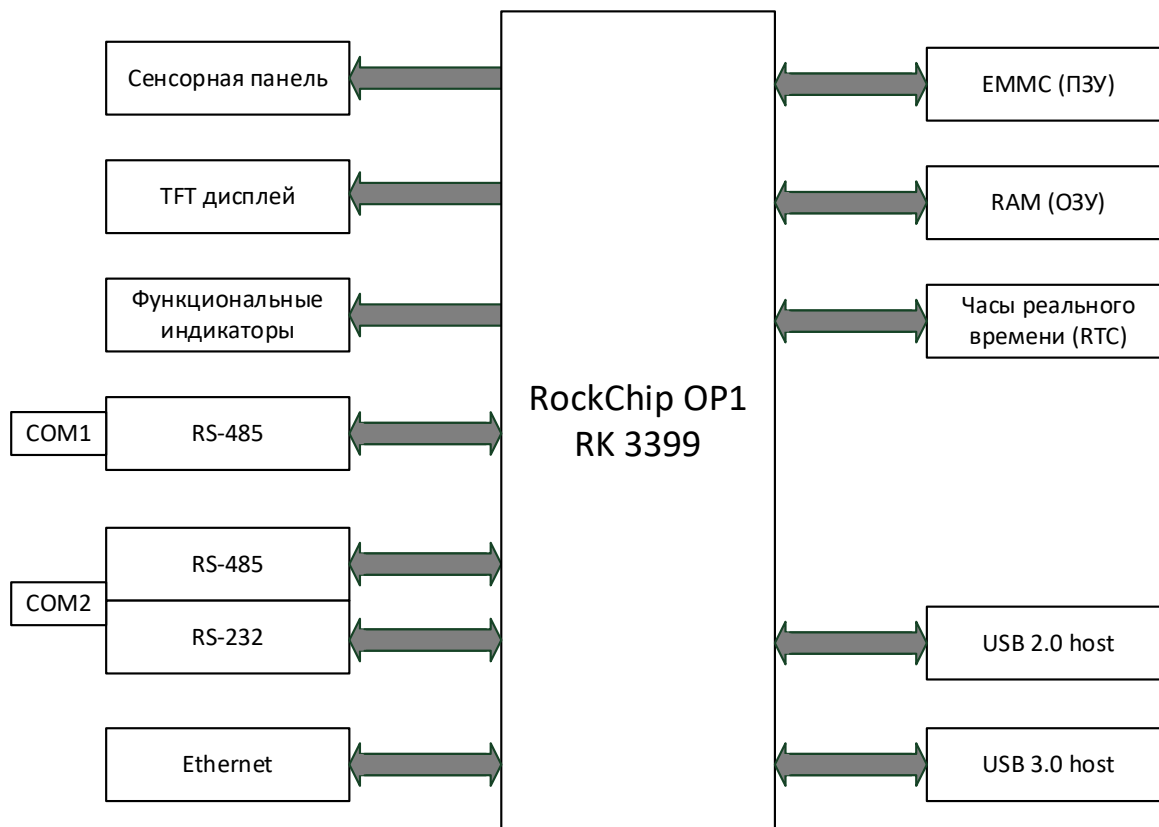 Сенсорная панель
TFT дисплей
Функциональные
индикаторы
COM1
RS-485
COM2
RS-485
RS-232
Ethernet
RockChip OP1
RK 3399
EMMC (ПЗУ)
RAM (ОЗУ)
Часы реального
времени (RTC)
USB 2.0 host
USB 3.0 host